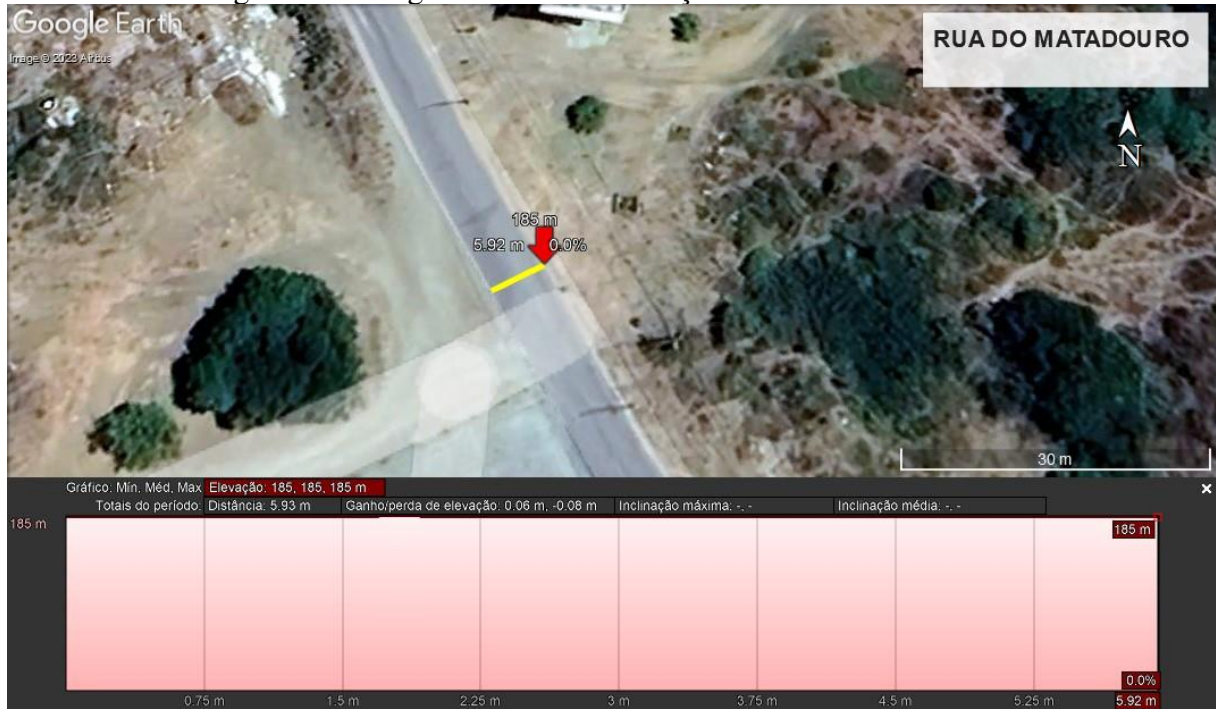 Google Earth
Image © 2023 Airbus
RUA DO MATADOURO
N
185 m
5.92 m
0.0%
30 m
Gráfico: Mín, Méd, Max Elevação: 185, 185, 185 m
Totais do período: Distância: 5.93 m Ganho/perda de elevação: 0.06 m, -0.08 m Inclinação máxima: -, - Inclinação média: -, -
185 m
185 m
0.0%
0.75 m 1.5 m 2.25 m 3 m 3.75 m 4.5 m 5.25 m 5.92 m